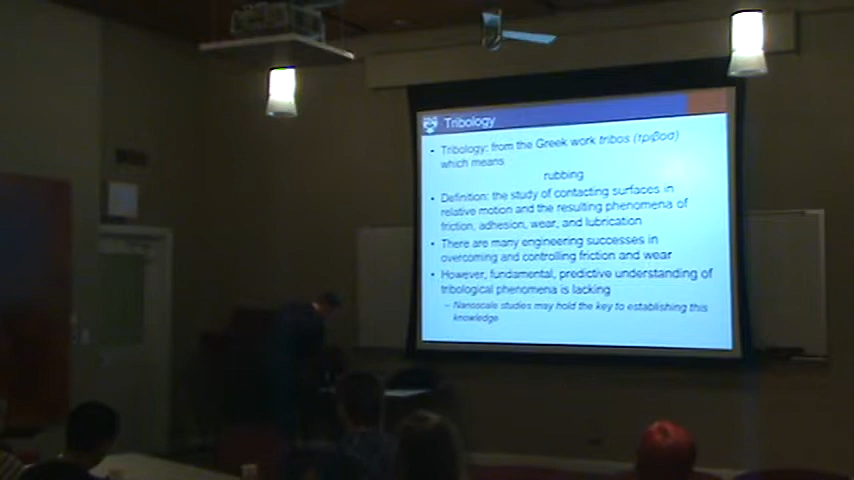 Tribology
• Tribology: from the Greek work tribos (τριβοσ)
which means
rubbing
• Definition: the study of contacting surfaces in
relative motion and the resulting phenomena of
friction, adhesion, wear, and lubrication
• There are many engineering successes in
overcoming and controlling friction and wear
• However, fundamental, predictive understanding of
tribological phenomena is lacking
– Nanoscale studies may hold the key to establishing this
knowledge